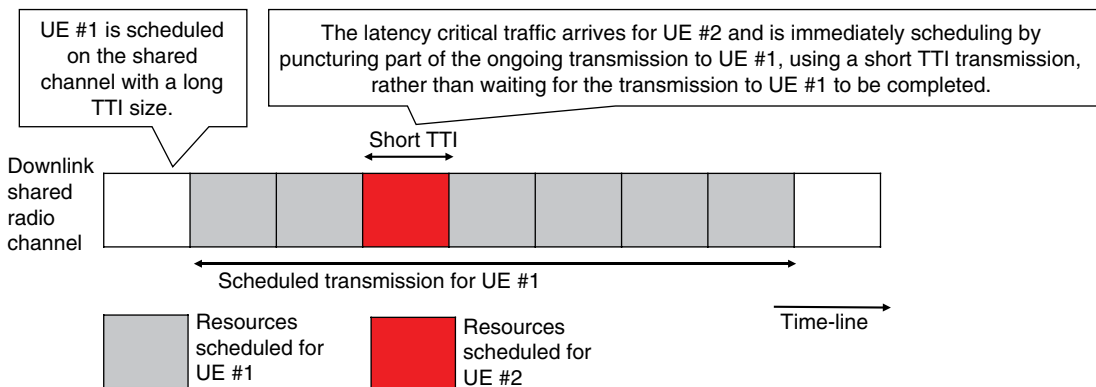 UE #1 is scheduled
on the shared
channel with a long
TTI size.
The latency critical traffic arrives for UE #2 and is immediately scheduling by
puncturing part of the ongoing transmission to UE #1, using a short TTI transmission,
rather than waiting for the transmission to UE #1 to be completed.
Short TTI
Downlink
shared
radio
channel
Scheduled transmission for UE #1
Time-line
Resources
scheduled for
UE #1
Resources
scheduled for
UE #2